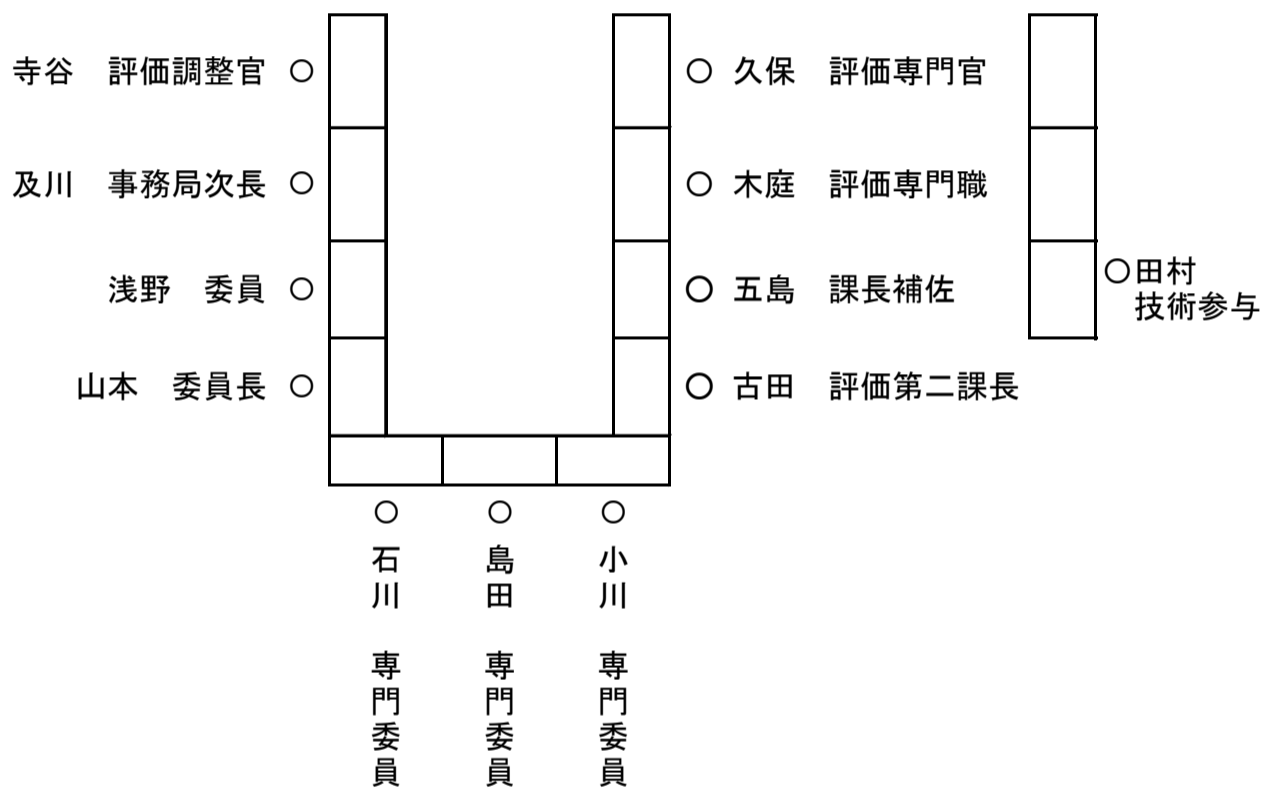 寺谷　評価調整官 ○
及川　事務局次長 ○
浅野　委員 ○
山本　委員長 ○
○ 久保　評価専門官
○ 木庭　評価専門職
○ 五島　課長補佐
○ 古田　評価第二課長
○田村
技術参与
○
石川　専門委員
○
島田　専門委員
○
小川　専門委員